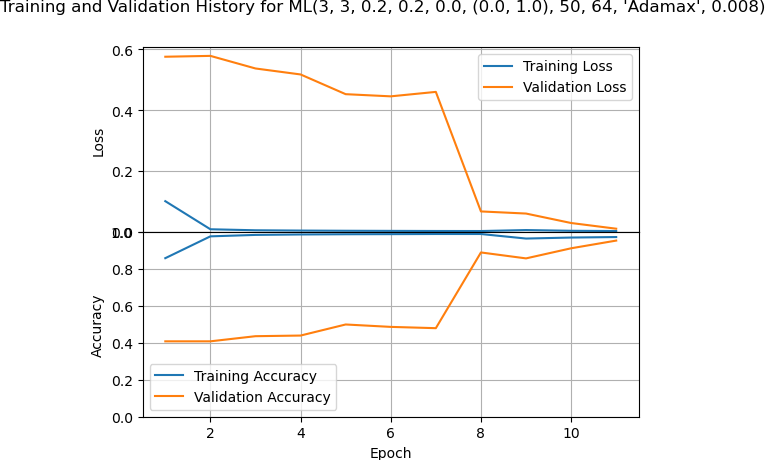 Training and Validation History for ML(3, 3, 0.2, 0.2, 0.0, (0.0, 1.0), 50, 64, 'Adamax', 0.008)
0.6
Training Loss
Validation Loss
0.4
Loss
0.2
1.0
0.8
0.6
Accuracy
0.4
Training Accuracy
0.2
Validation Accuracy
0.0
2 4 6 8 10
Epoch